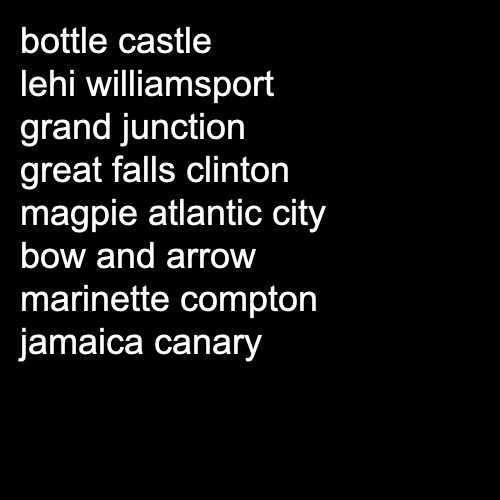 bottle castle
lehi williamsport
grand junction
great falls clinton
magpie atlantic city
bow and arrow
marinette compton
jamaica canary